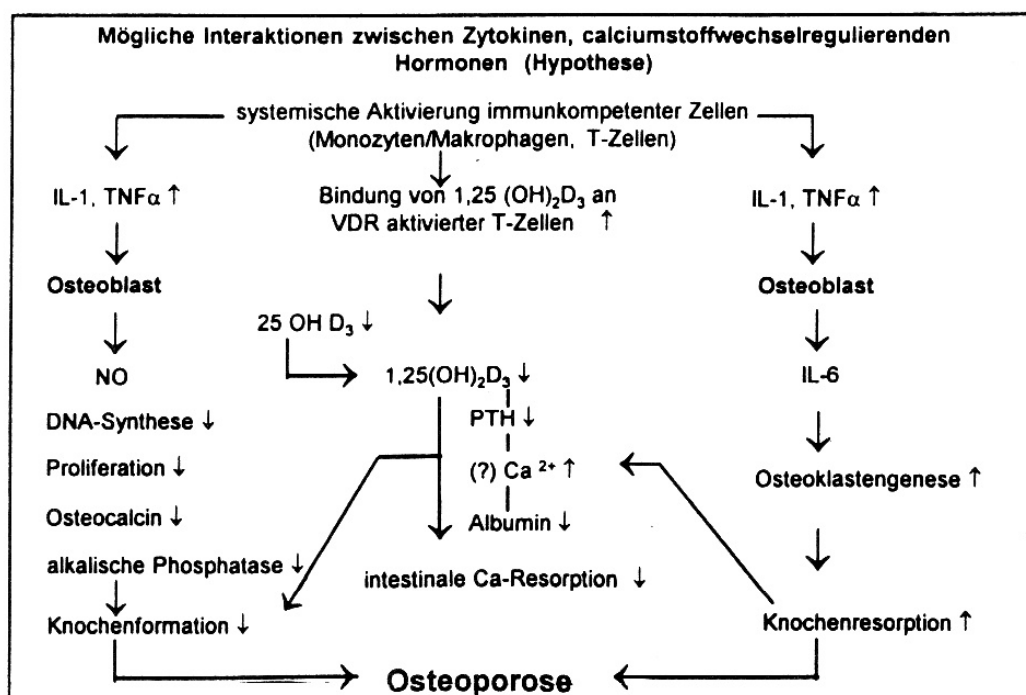 Mögliche Interaktionen zwischen Zytokinen, calciumstoffwechselregulierenden
Hormonen (Hypothese)
systemische Aktivierung immunkompetenter Zellen
(Monozyten/Makrophagen, T-Zellen)
IL-1, TNFα ↑
Osteoblast
NO
DNA-Synthese ↓
Proliferation ↓
Osteocalcin ↓
alkalische Phosphatase ↓
Knochenformation ↓
Bindung von 1,25 (OH)₂D₃ an
VDR aktivierter T-Zellen ↑
25 OH D₃ ↓
1,25(OH)₂D₃ ↓
PTH ↓
(?) Ca ²⁺ ↑
Albumin ↓
intestinale Ca-Resorption ↓
IL-1, TNFα ↑
Osteoblast
IL-6
Osteoklastengenese ↑
Knochenresorption ↑
Osteoporose